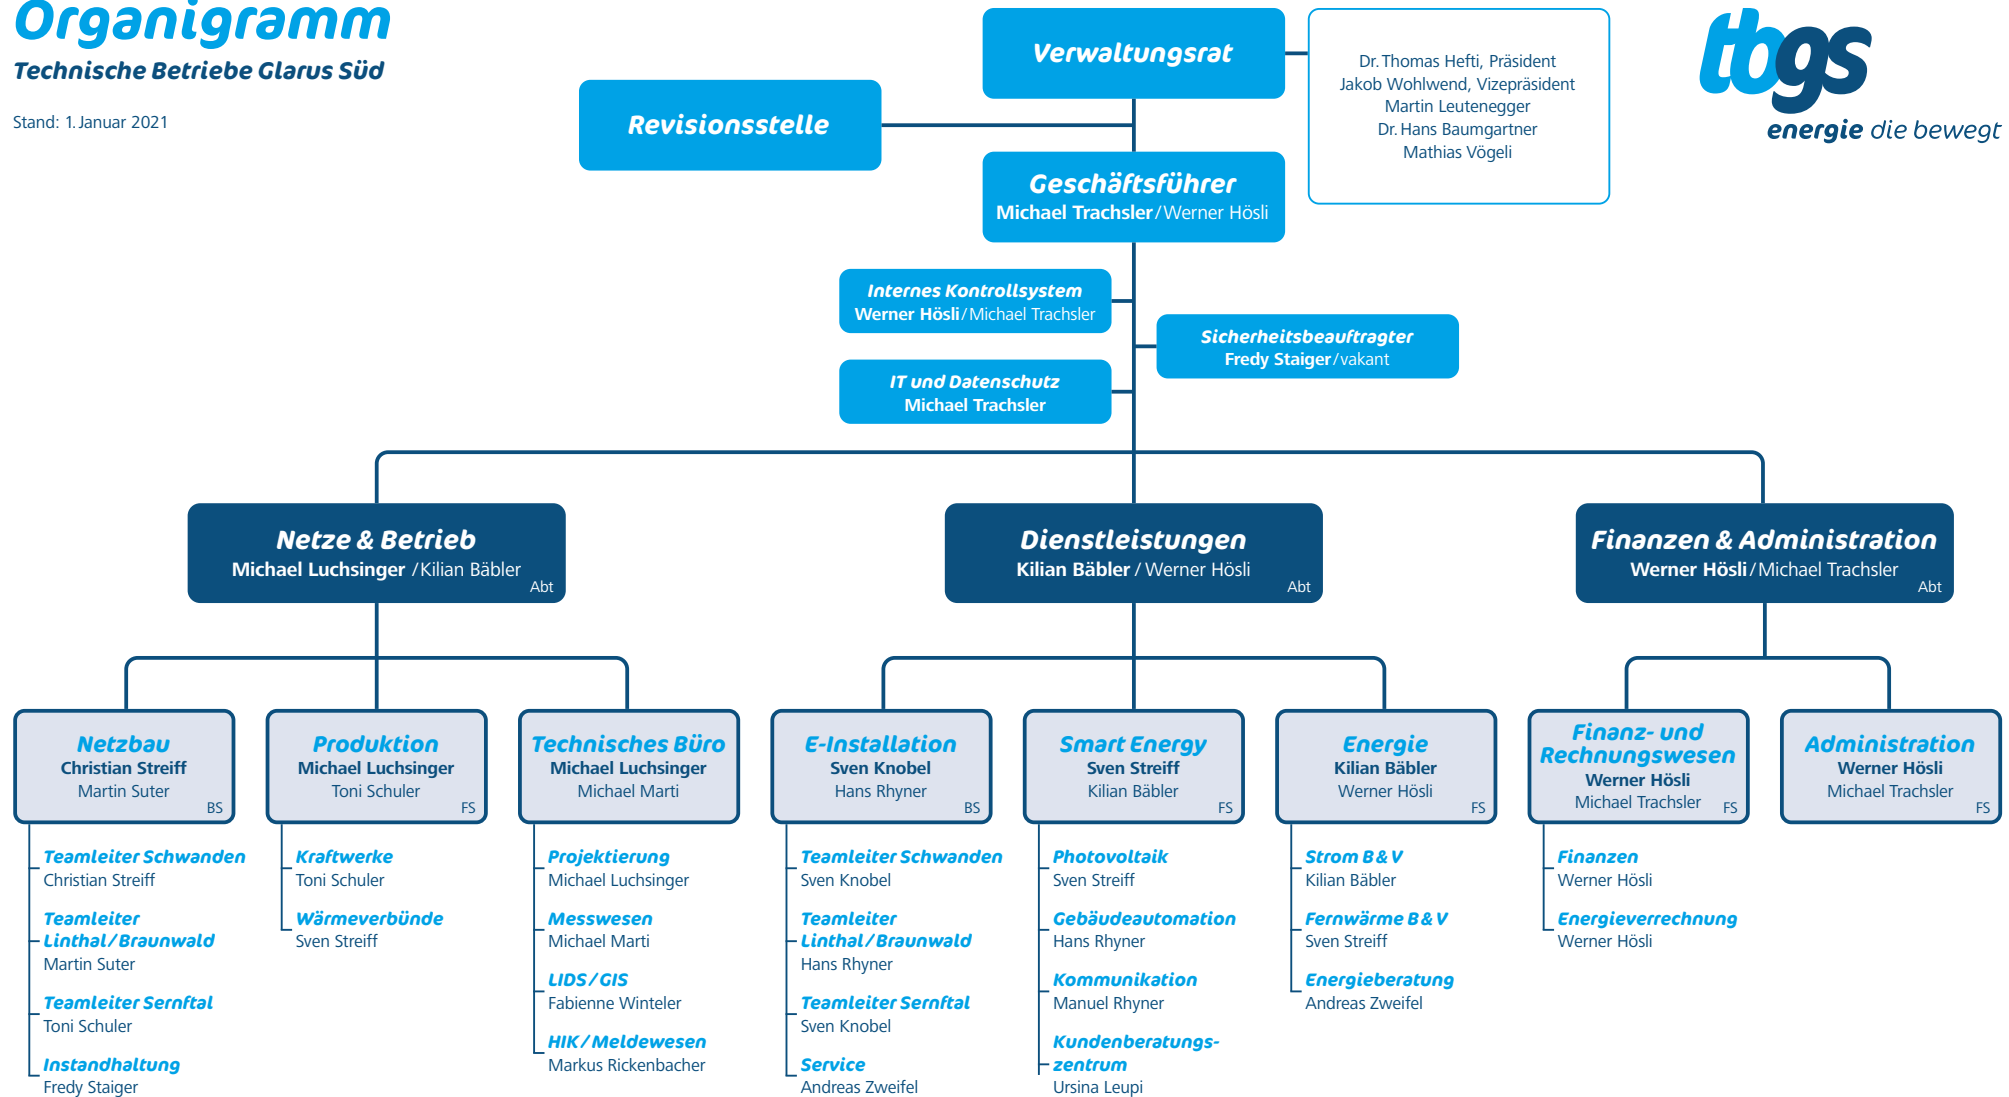 Organigramm
Technische Betriebe Glarus Süd
Stand: 1. Januar 2021
Verwaltungsrat
Dr. Thomas Hefti, Präsident
Jakob Wohlwend, Vizepräsident
Martin Leutenegger
Dr. Hans Baumgartner
Mathias Vögeli
tbgs
energie die bewegt
Revisionsstelle
Geschäftsführer
Michael Trachsler/Werner Hösli
Internes Kontrollsystem
Werner Hösli/Michael Trachsler
Sicherheitsbeauftragter
Fredy Staiger/vakant
IT und Datenschutz
Michael Trachsler
Netze & Betrieb
Michael Luchsinger /Kilian Bäbler
Abt
Dienstleistungen
Kilian Bäbler / Werner Hösli
Abt
Finanzen & Administration
Werner Hösli/Michael Trachsler
Abt
Netzbau
Christian Streiff
Martin Suter
BS
Teamleiter Schwanden
Christian Streiff
Teamleiter
Linthal/Braunwald
Martin Suter
Teamleiter Sernftal
Toni Schuler
Instandhaltung
Fredy Staiger
Produktion
Michael Luchsinger
Toni Schuler
FS
Kraftwerke
Toni Schuler
Wärmeverbünde
Sven Streiff
Technisches Büro
Michael Luchsinger
Michael Marti
Projektierung
Michael Luchsinger
Messwesen
Michael Marti
LIDS/GIS
Fabienne Winteler
HIK/Meldewesen
Markus Rickenbacher
E-Installation
Sven Knobel
Hans Rhyner
BS
Teamleiter Schwanden
Sven Knobel
Teamleiter
Linthal/Braunwald
Hans Rhyner
Teamleiter Sernftal
Sven Knobel
Service
Andreas Zweifel
Smart Energy
Sven Streiff
Kilian Bäbler
FS
Photovoltaik
Sven Streiff
Gebäudeautomation
Hans Rhyner
Kommunikation
Manuel Rhyner
Kundenberatungs-
zentrum
Ursina Leupi
Energie
Kilian Bäbler
Werner Hösli
FS
Strom B & V
Kilian Bäbler
Fernwärme B & V
Sven Streiff
Energieberatung
Andreas Zweifel
Finanz- und
Rechnungswesen
Werner Hösli
Michael Trachsler
FS
Finanzen
Werner Hösli
Energieverrechnung
Werner Hösli
Administration
Werner Hösli
Michael Trachsler
FS